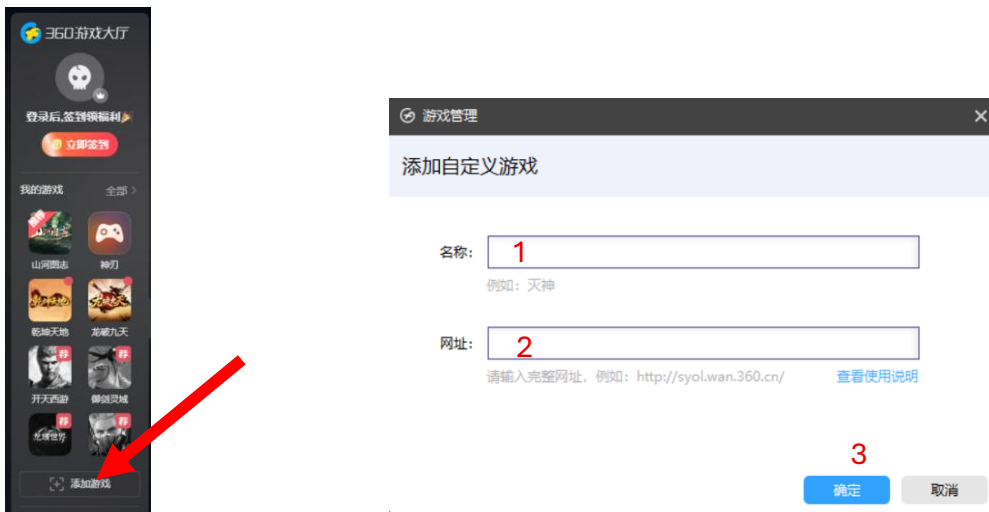 360游戏大厅
登录后,签到领福利
立即签到
我的游戏 全部 >
山河图志 神刃
乾坤天地 龙破九天
荐 荐
开天西游 御剑灵域
荐 荐
龙域世界
添加游戏
游戏管理
添加自定义游戏
名称: 1
例如：灭神
网址: 2
请输入完整网址，例如：http://syol.wan.360.cn/ 查看使用说明
3
确定 取消